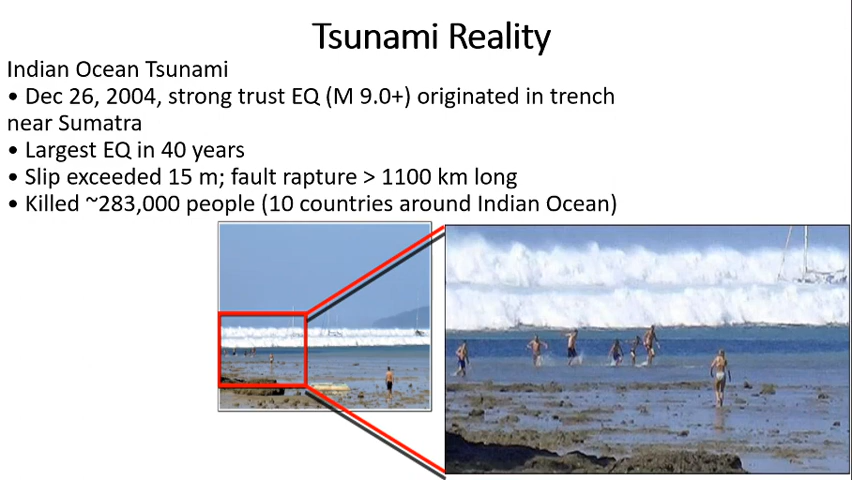 Tsunami Reality
Indian Ocean Tsunami
• Dec 26, 2004, strong trust EQ (M 9.0+) originated in trench
near Sumatra
• Largest EQ in 40 years
• Slip exceeded 15 m; fault rapture > 1100 km long
• Killed ~283,000 people (10 countries around Indian Ocean)